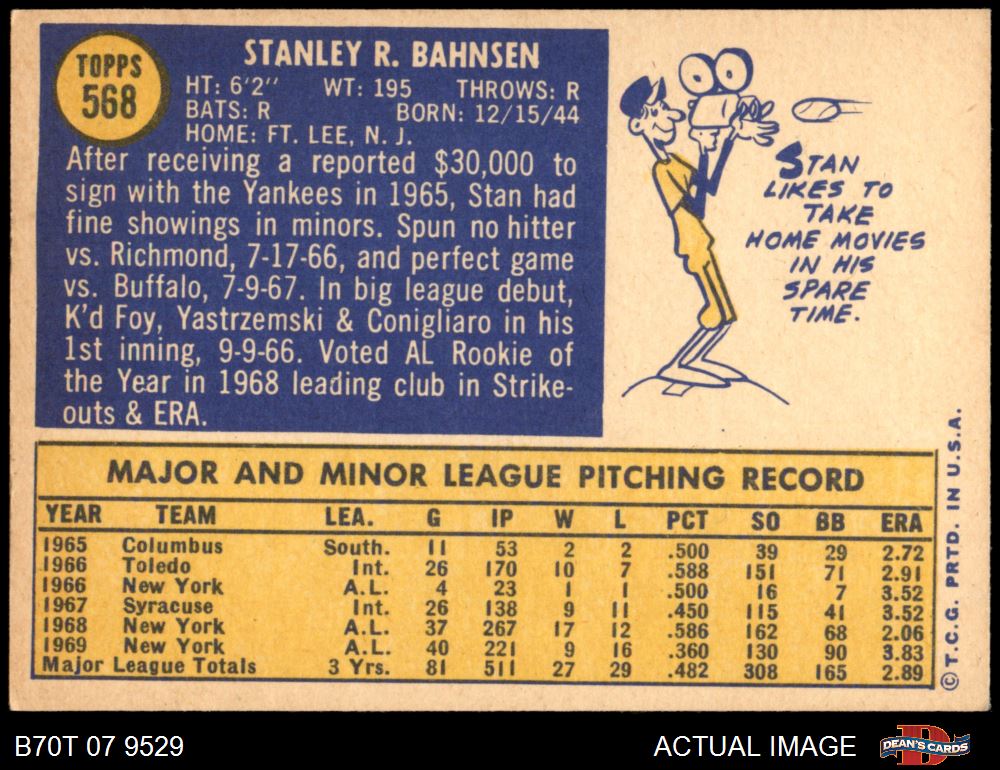 TOPPS
568
STANLEY R. BAHNSEN
HT: 6'2" WT: 195 THROWS: R
BATS: R BORN: 12/15/44
HOME: FT. LEE, N. J.
After receiving a reported $30,000 to
sign with the Yankees in 1965, Stan had
fine showings in minors. Spun no hitter
vs. Richmond, 7-17-66, and perfect game
vs. Buffalo, 7-9-67. In big league debut,
K'd Foy, Yastrzemski & Conigliaro in his
1st inning, 9-9-66. Voted AL Rookie of
the Year in 1968 leading club in Strike-
outs & ERA.
STAN
LIKES TO
TAKE
HOME MOVIES
IN HIS
SPARE
TIME.
MAJOR AND MINOR LEAGUE PITCHING RECORD
YEAR TEAM LEA. G IP W L PCT SO BB ERA
1965 Columbus South. 11 53 2 2 .500 39 29 2.72
1966 Toledo Int. 26 170 10 7 .588 151 71 2.91
1966 New York A.L. 4 23 1 1 .500 16 7 3.52
1967 Syracuse Int. 26 138 9 11 .450 115 41 3.52
1968 New York A.L. 37 267 17 12 .586 162 68 2.06
1969 New York A.L. 40 221 9 16 .360 130 90 3.83
Major League Totals 3 Yrs. 81 511 27 29 .482 308 165 2.89
© T.C.G. PRTD. IN U.S.A.
B70T 07 9529
ACTUAL IMAGE
D
DEAN'S CARDS